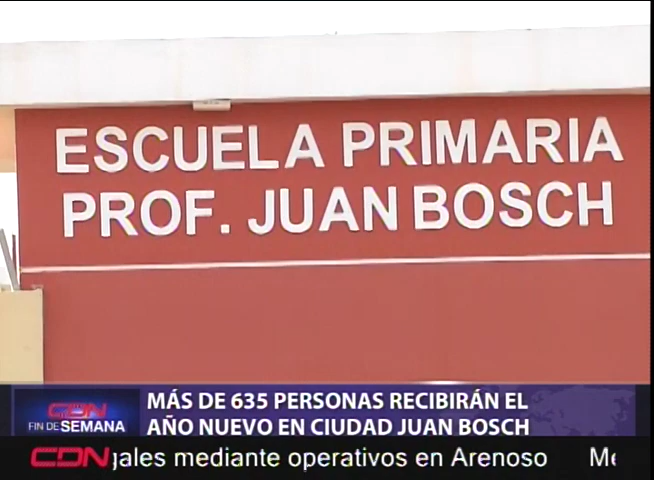 ESCUELA PRIMARIA
PROF. JUAN BOSCH
CDN
FIN DE SEMANA
MÁS DE 635 PERSONAS RECIBIRÁN EL
AÑO NUEVO EN CIUDAD JUAN BOSCH
CDN
mediante operativos en Arenoso